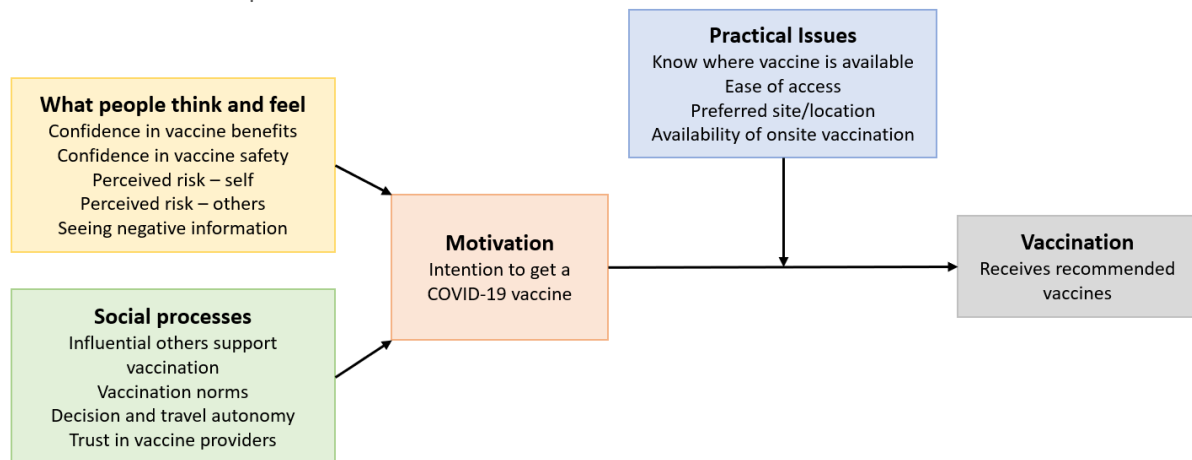 Practical Issues
Know where vaccine is available
Ease of access
Preferred site/location
Availability of onsite vaccination
What people think and feel
Confidence in vaccine benefits
Confidence in vaccine safety
Perceived risk – self
Perceived risk – others
Seeing negative information
Motivation
Intention to get a
COVID-19 vaccine
Vaccination
Receives recommended
vaccines
Social processes
Influential others support
vaccination
Vaccination norms
Decision and travel autonomy
Trust in vaccine providers